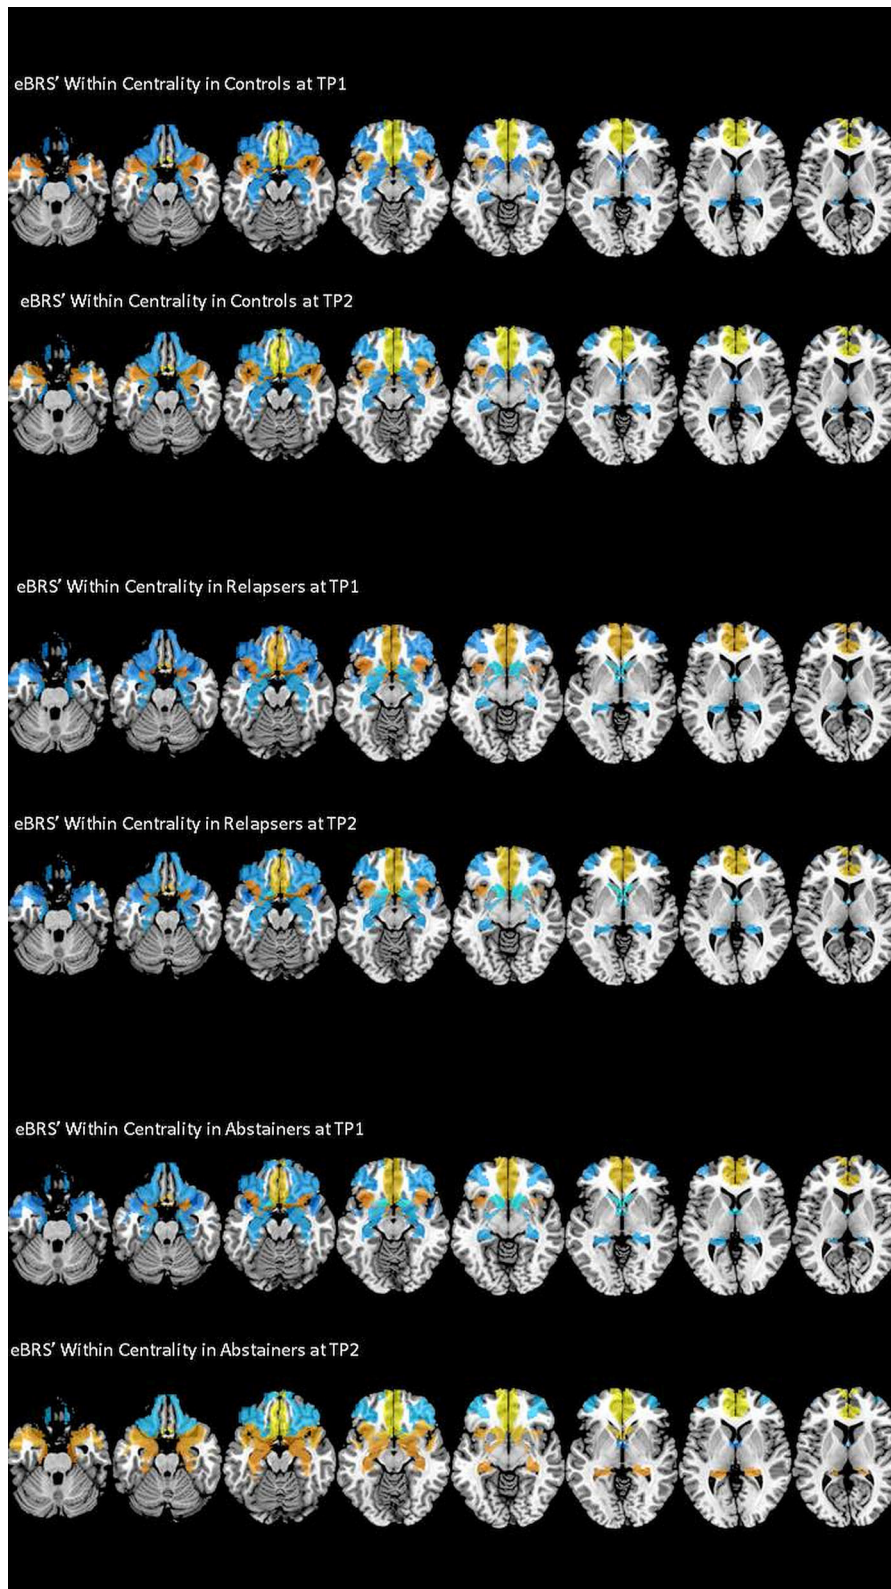 eBRS' Within Centrality in Controls at TP1
eBRS' Within Centrality in Controls at TP2
eBRS' Within Centrality in Relapsers at TP1
eBRS' Within Centrality in Relapsers at TP2
eBRS' Within Centrality in Abstainers at TP1
eBRS' Within Centrality in Abstainers at TP2